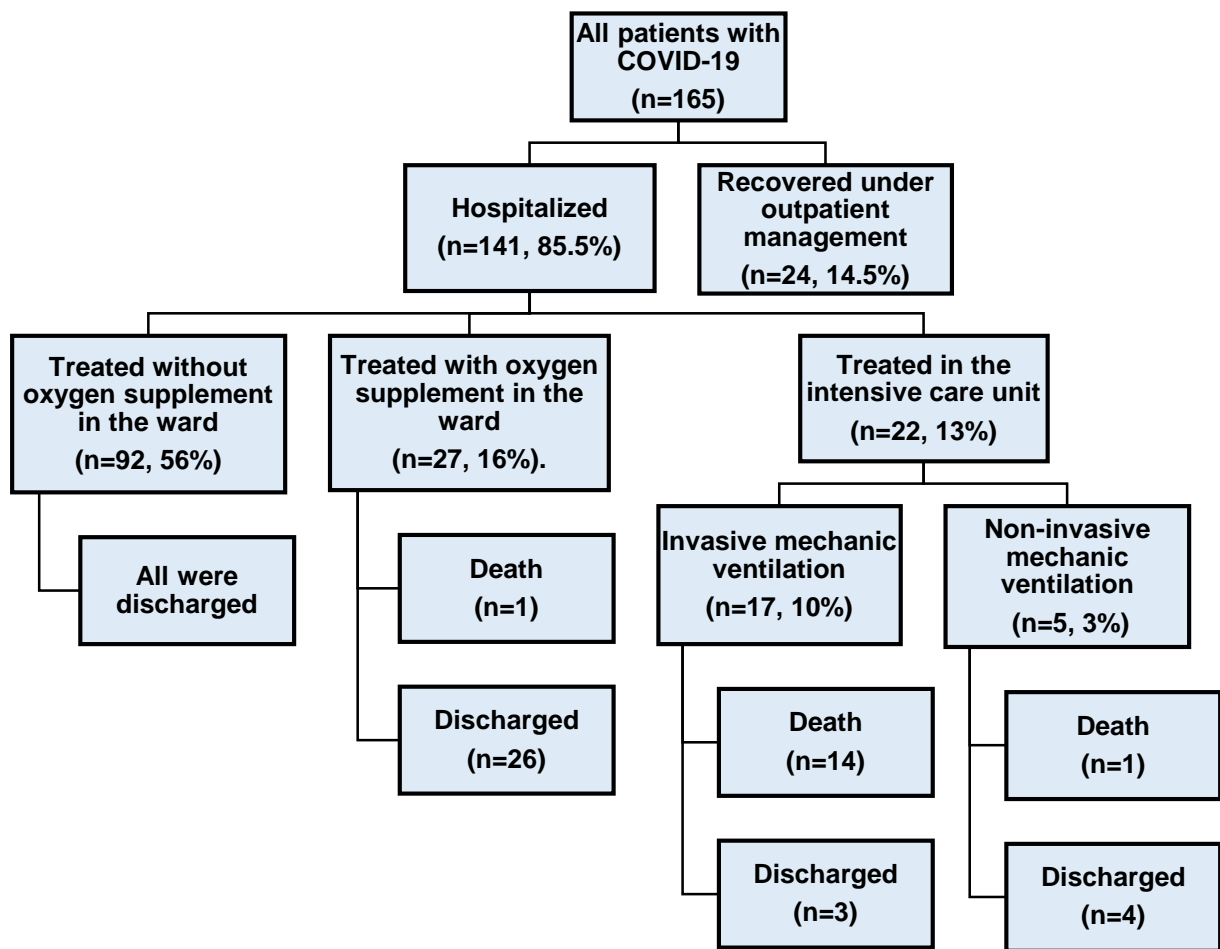 All patients with
COVID-19
(n=165)
Hospitalized
(n=141, 85.5%)
Recovered under
outpatient
management
(n=24, 14.5%)
Treated without
oxygen supplement
in the ward
(n=92, 56%)
Treated with oxygen
supplement in the
ward
(n=27, 16%).
Treated in the
intensive care unit
(n=22, 13%)
All were
discharged
Death
(n=1)
Discharged
(n=26)
Invasive mechanic
ventilation
(n=17, 10%)
Non-invasive
mechanic
ventilation
(n=5, 3%)
Death
(n=14)
Discharged
(n=3)
Death
(n=1)
Discharged
(n=4)